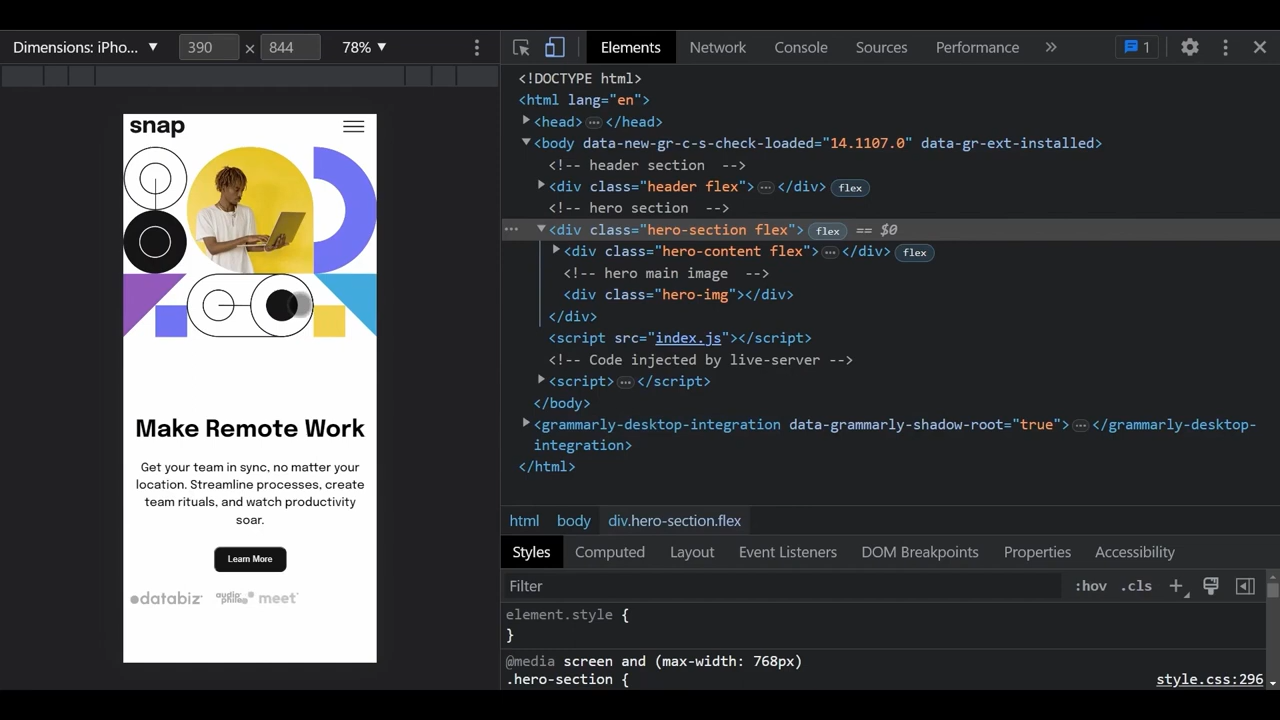 Dimensions: iPho... ▼ 390 × 844 78% ▼
Elements Network Console Sources Performance » 1
snap
Make Remote Work
Get your team in sync, no matter your
location. Streamline processes, create
team rituals, and watch productivity
soar.
Learn More
databiz audiophile meet
<!DOCTYPE html>
<html lang="en">
<head> ... </head>
<body data-new-gr-c-s-check-loaded="14.1107.0" data-gr-ext-installed>
<!-- header section -->
<div class="header flex"> ... </div> flex
<!-- hero section -->
... <div class="hero-section flex"> flex == $0
<div class="hero-content flex"> ... </div> flex
<!-- hero main image -->
<div class="hero-img"></div>
</div>
<script src="index.js"></script>
<!-- Code injected by live-server -->
<script> ... </script>
</body>
<grammarly-desktop-integration data-grammarly-shadow-root="true"> ... </grammarly-desktop-
integration>
</html>
html body div.hero-section.flex
Styles Computed Layout Event Listeners DOM Breakpoints Properties Accessibility
Filter :hov .cls +
element.style {
}
@media screen and (max-width: 768px)
.hero-section { style.css:296